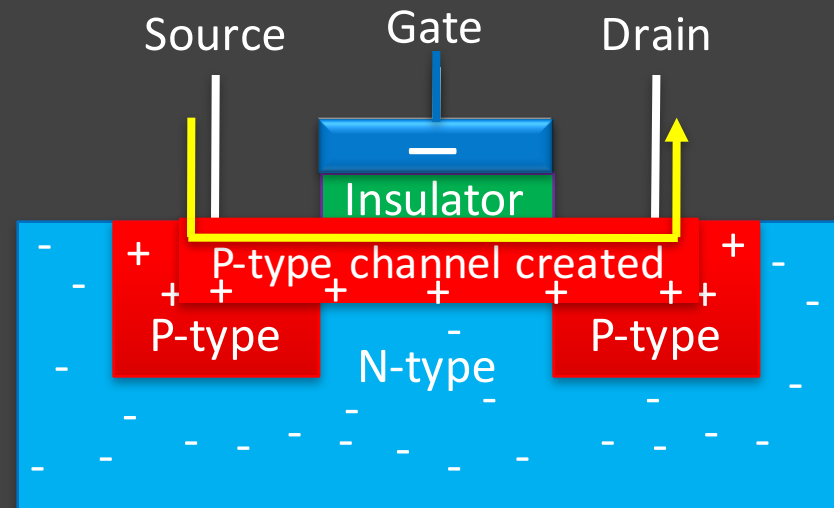 Source
Gate
Drain
Insulator
P-type channel created
P-type
P-type
N-type